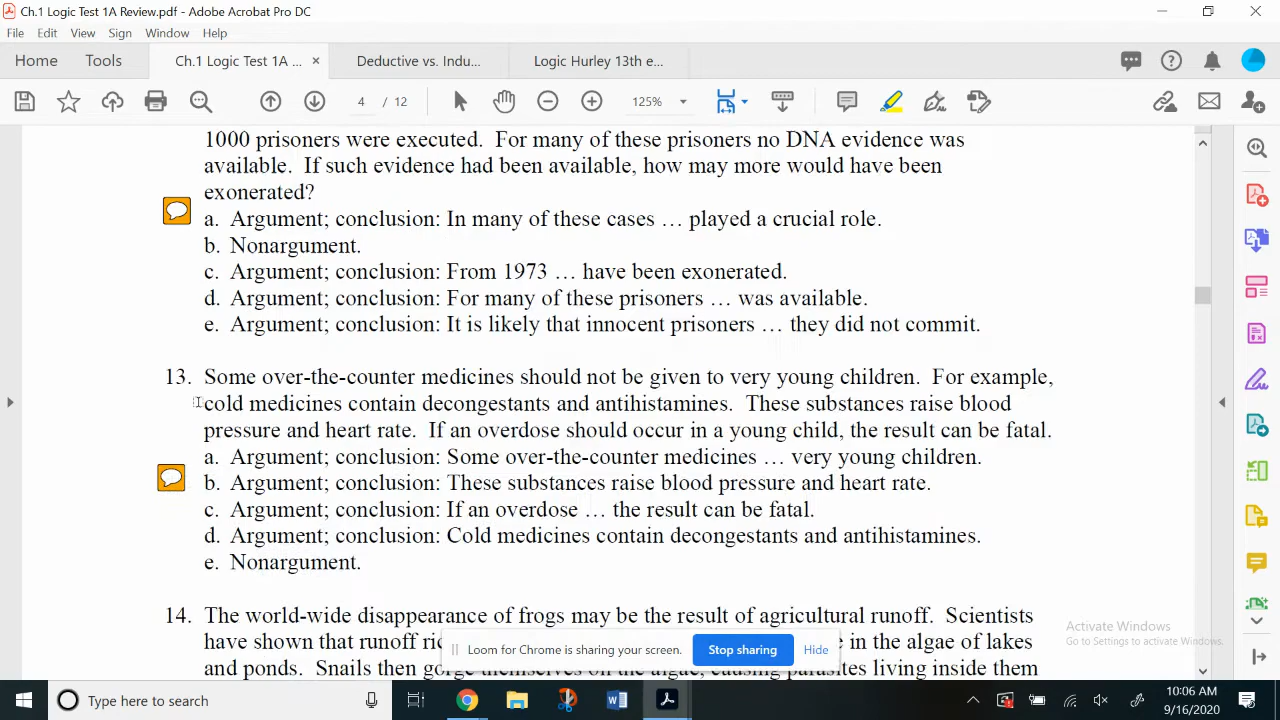 Ch.1 Logic Test 1A Review.pdf - Adobe Acrobat Pro DC
File Edit View Sign Window Help
Home Tools Ch.1 Logic Test 1A ... × Deductive vs. Indu... Logic Hurley 13th e...
4 / 12 125%
1000 prisoners were executed. For many of these prisoners no DNA evidence was
available. If such evidence had been available, how may more would have been
exonerated?
a. Argument; conclusion: In many of these cases … played a crucial role.
b. Nonargument.
c. Argument; conclusion: From 1973 … have been exonerated.
d. Argument; conclusion: For many of these prisoners … was available.
e. Argument; conclusion: It is likely that innocent prisoners … they did not commit.
13. Some over-the-counter medicines should not be given to very young children. For example,
cold medicines contain decongestants and antihistamines. These substances raise blood
pressure and heart rate. If an overdose should occur in a young child, the result can be fatal.
a. Argument; conclusion: Some over-the-counter medicines … very young children.
b. Argument; conclusion: These substances raise blood pressure and heart rate.
c. Argument; conclusion: If an overdose … the result can be fatal.
d. Argument; conclusion: Cold medicines contain decongestants and antihistamines.
e. Nonargument.
14. The world-wide disappearance of frogs may be the result of agricultural runoff. Scientists
have shown that runoff in the algae of lakes
and ponds. Snails then gorge themselves on the algae, causing parasites living inside them
Loom for Chrome is sharing your screen. Stop sharing Hide
Activate Windows
Go to Settings to activate Windows.
Type here to search
10:06 AM
9/16/2020